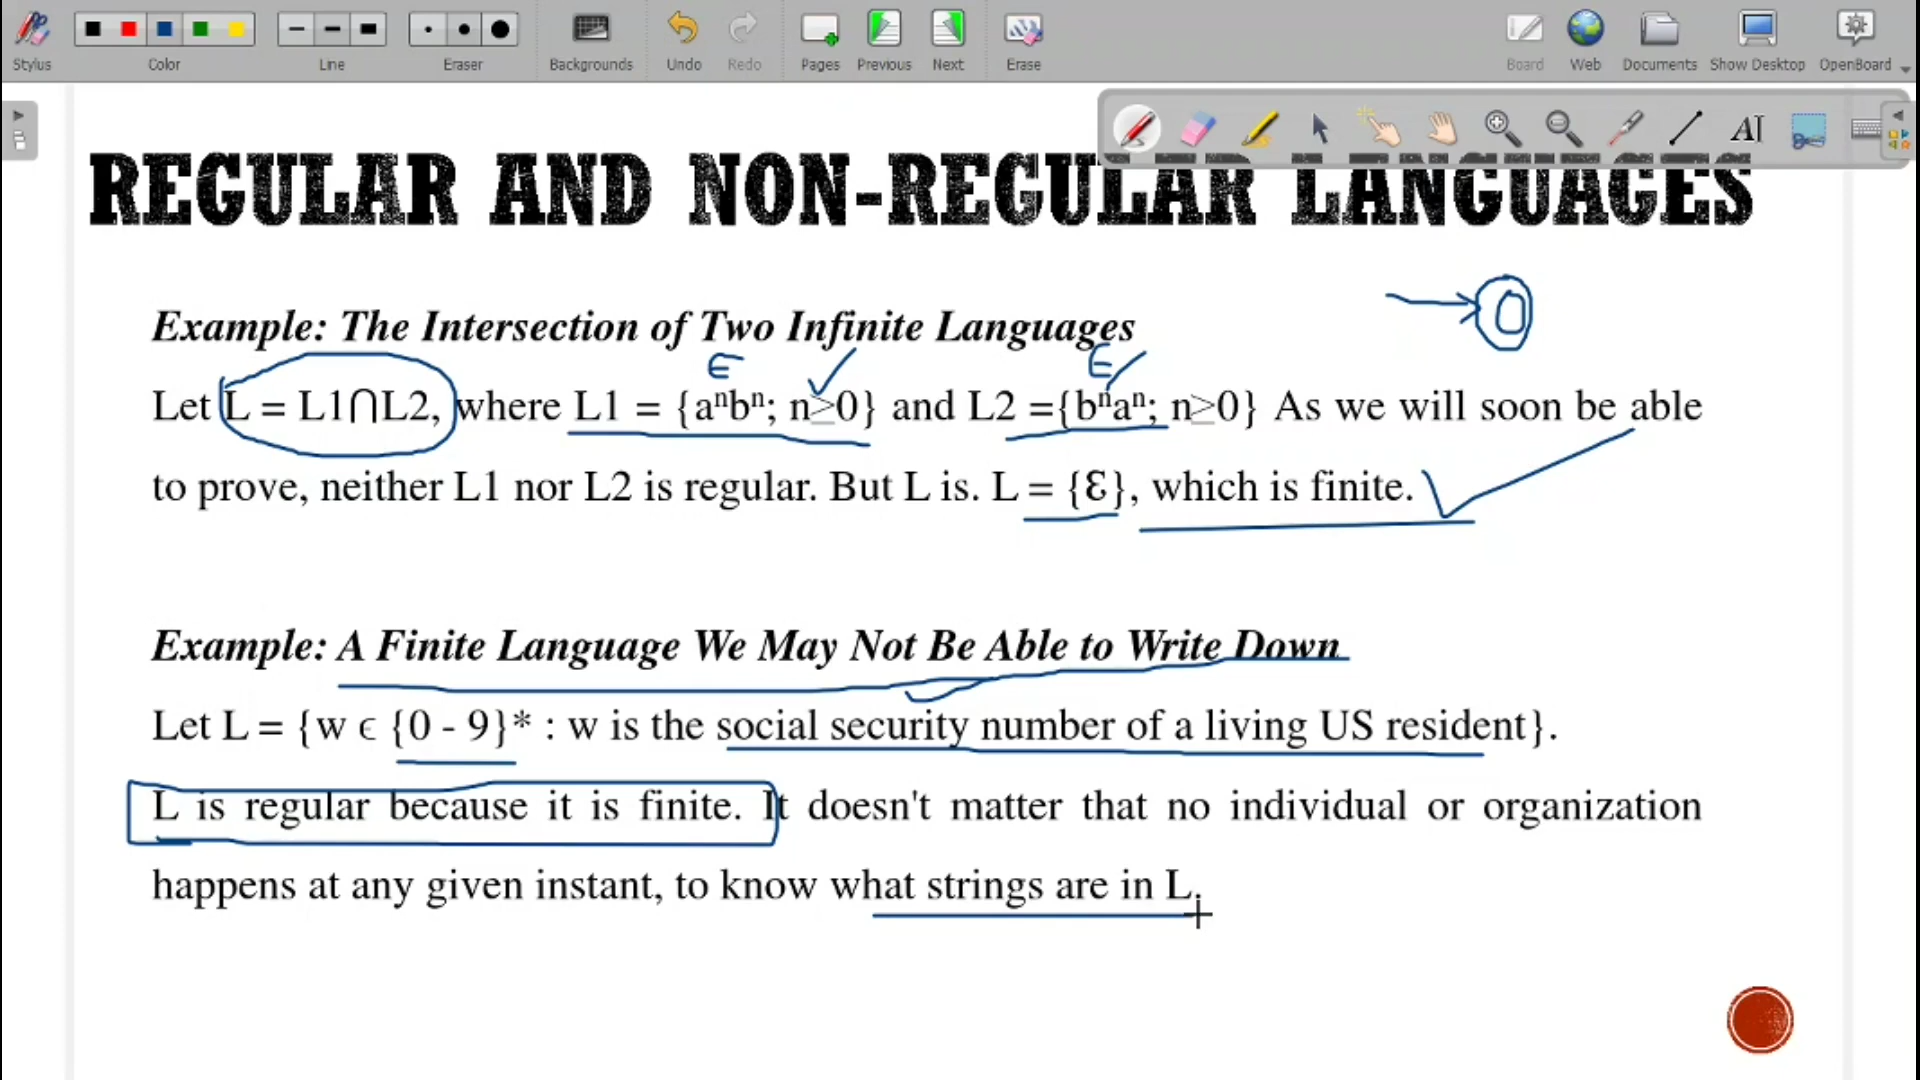 Stylus
Color
Line
Eraser
Backgrounds
Undo
Redo
Pages
Previous
Next
Erase
Board
Web
Documents
Show Desktop
OpenBoard
AI
REGULAR AND NON-REGULAR LANGUAGES
Example: The Intersection of Two Infinite Languages
ϵ ϵ
Let L = L1⋂L2, where L1 = {aⁿbⁿ; n≥0} and L2 ={bⁿaⁿ; n≥0} As we will soon be able
to prove, neither L1 nor L2 is regular. But L is. L = {Ɛ}, which is finite.
Example: A Finite Language We May Not Be Able to Write Down
Let L = {w ϵ {0 - 9}* : w is the social security number of a living US resident}.
L is regular because it is finite. It doesn't matter that no individual or organization
happens at any given instant, to know what strings are in L.